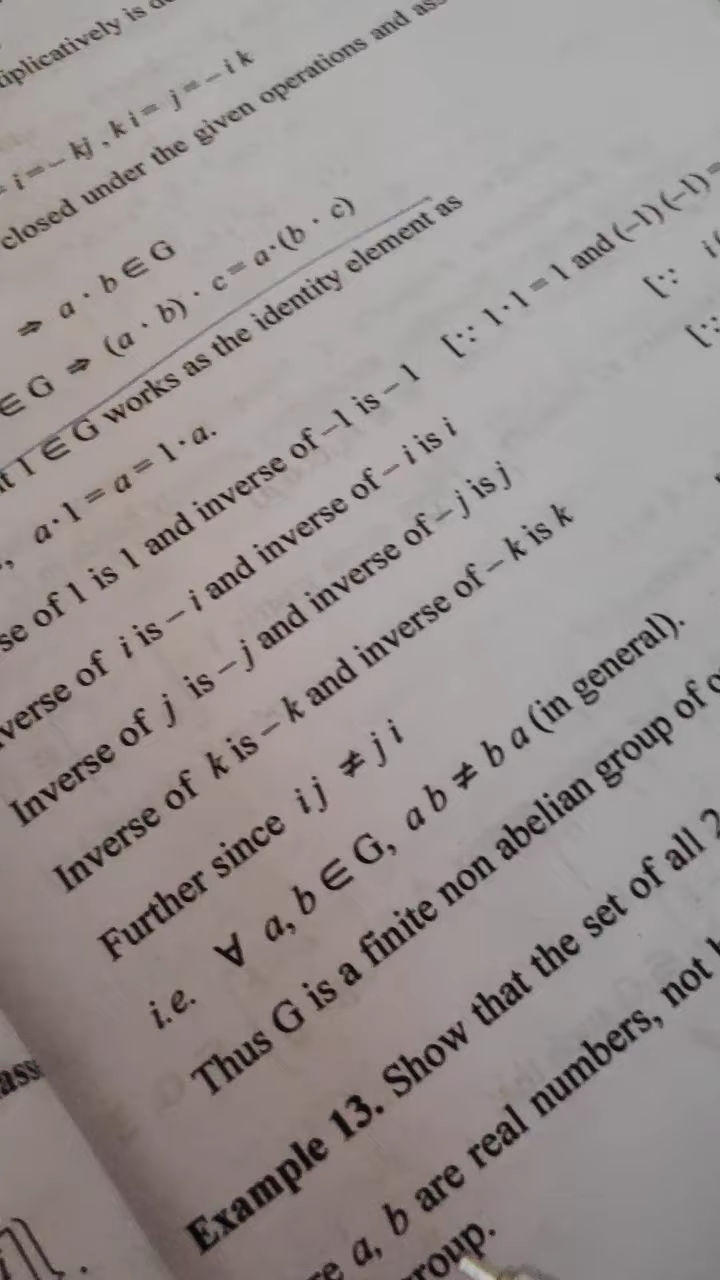 tiplicatively is
= i = – kj , k i = j = – i k
closed under the given operations and as
⇒ a · b ∈ G
∈ G ⇒ (a · b) · c = a·(b · c)
1 ∈ G works as the identity element as
, a·1 = a = 1·a.
se of 1 is 1 and inverse of –1 is – 1 [∵ 1·1 = 1 and (–1) (–1) =
verse of i is – i and inverse of – i is i [∵ i(
Inverse of j is – j and inverse of – j is j [∵
Inverse of k is – k and inverse of – k is k
Further since i j ≠ j i
i.e. ∀ a, b ∈ G, a b ≠ b a (in general).
Thus G is a finite non abelian group of o
Example 13. Show that the set of all 2
re a, b are real numbers, not b
roup.
ass